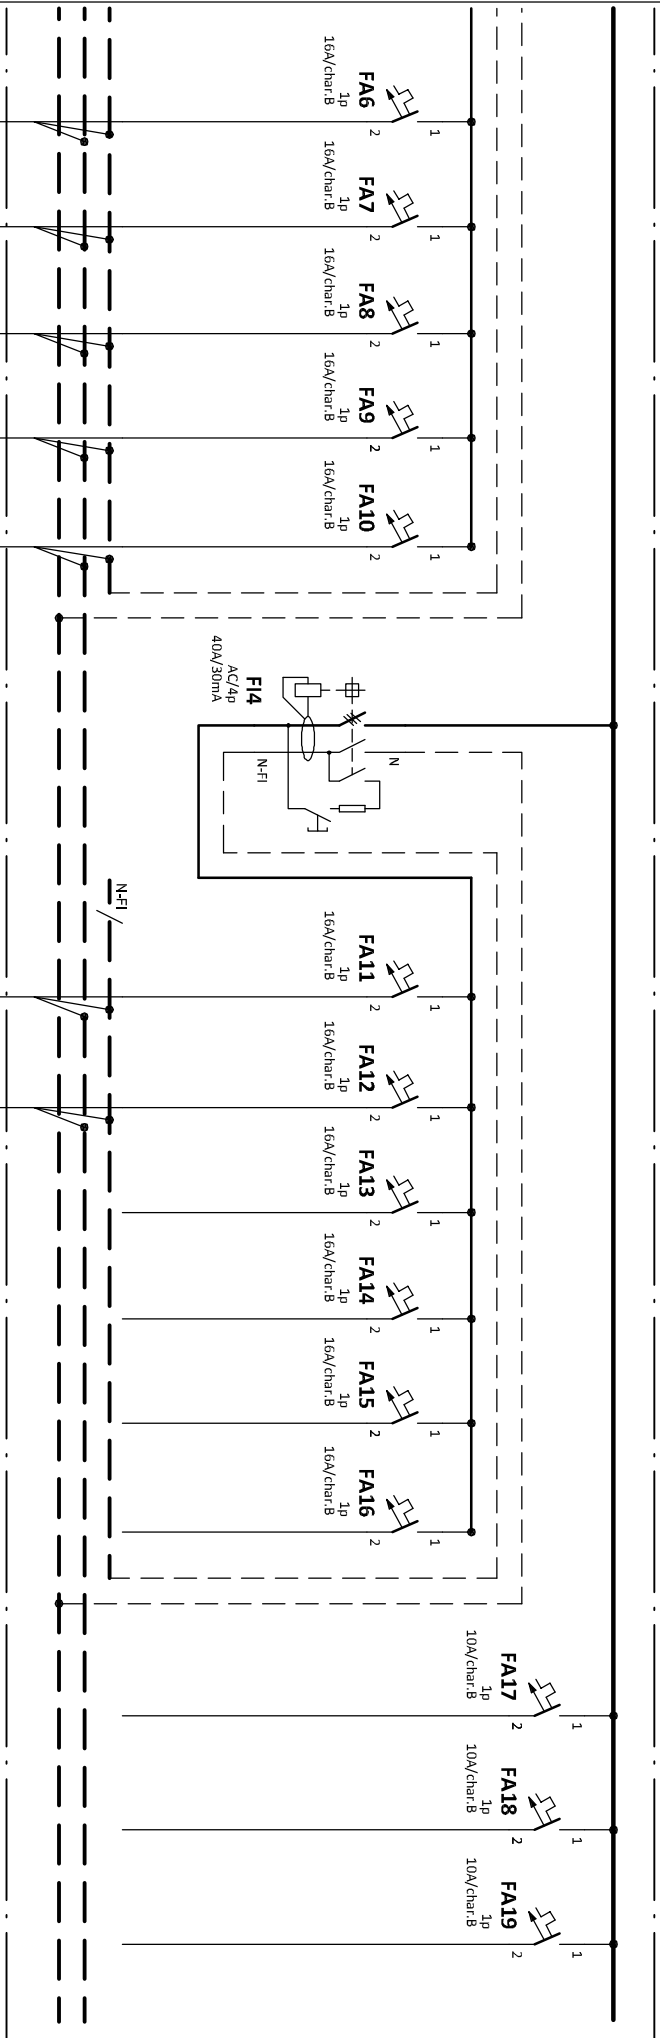 FA6
1p
16A/char.B
1
2
FA7
1p
16A/char.B
1
2
FA8
1p
16A/char.B
1
2
FA9
1p
16A/char.B
1
2
FA10
1p
16A/char.B
1
2
FI4
AC/4p
40A/30mA
N
N-FI
N-FI
FA11
1p
16A/char.B
1
2
FA12
1p
16A/char.B
1
2
FA13
1p
16A/char.B
1
2
FA14
1p
16A/char.B
1
2
FA15
1p
16A/char.B
1
2
FA16
1p
16A/char.B
1
2
FA17
1p
10A/char.B
1
2
FA18
1p
10A/char.B
1
2
FA19
1p
10A/char.B
1
2